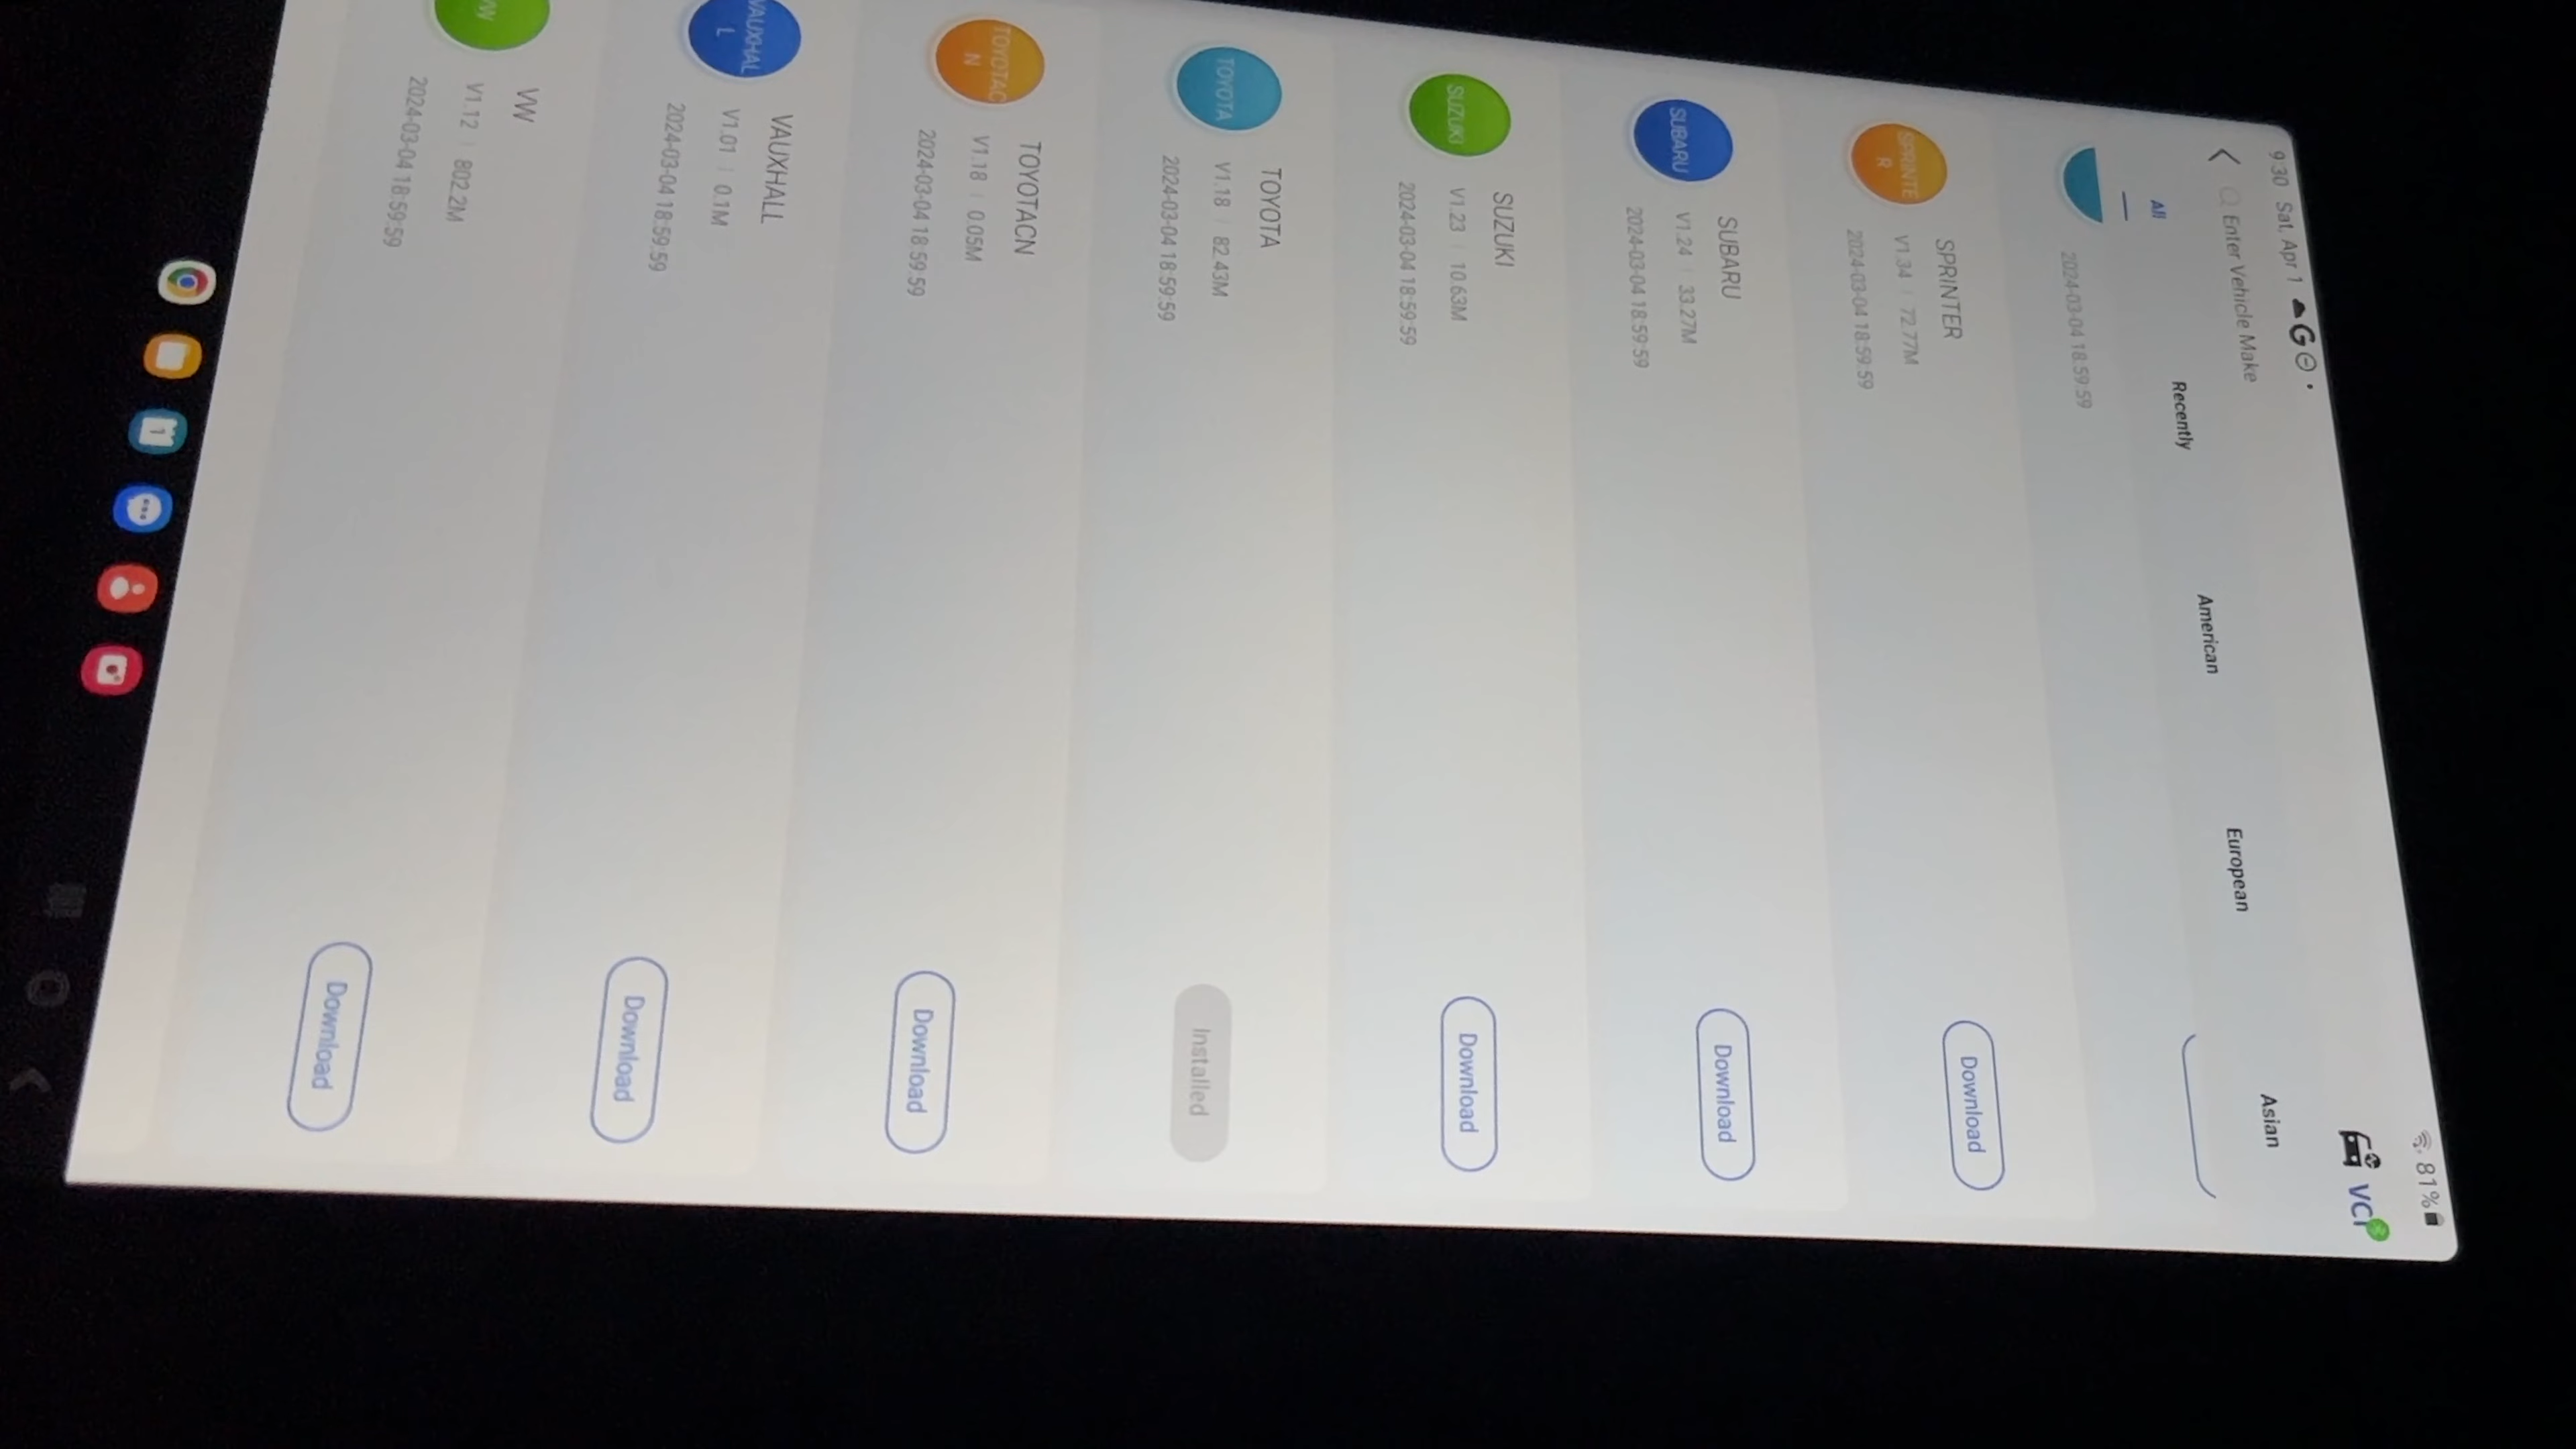 9:30 Sat, Apr 1 G
81%
Enter Vehicle Make
VCI
All Recently American European Asian
2024-03-04 18:59:59
SPRINTE
R
SPRINTER
V1.34 | 72.77M
2024-03-04 18:59:59
Download
SUBARU
SUBARU
V1.24 | 33.27M
2024-03-04 18:59:59
Download
SUZUKI
SUZUKI
V1.23 | 10.63M
2024-03-04 18:59:59
Download
TOYOTA
TOYOTA
V1.18 | 82.43M
2024-03-04 18:59:59
Installed
TOYOTAC
N
TOYOTACN
V1.18 | 0.05M
2024-03-04 18:59:59
Download
VAUXHAL
L
VAUXHALL
V1.01 | 0.1M
2024-03-04 18:59:59
Download
VW
VW
V1.12 | 802.2M
2024-03-04 18:59:59
Download
1